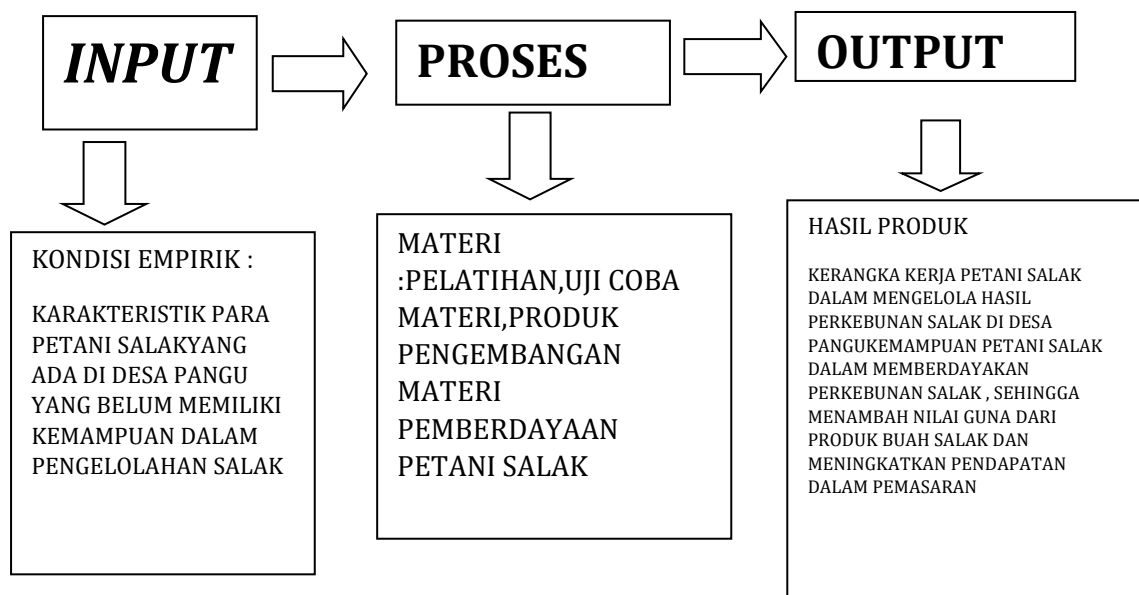 INPUT
PROSES
OUTPUT
KONDISI EMPIRIK :
KARAKTERISTIK PARA
PETANI SALAKYANG
ADA DI DESA PANGU
YANG BELUM MEMILIKI
KEMAMPUAN DALAM
PENGELOLAHAN SALAK
MATERI
:PELATIHAN,UJI COBA
MATERI,PRODUK
PENGEMBANGAN
MATERI
PEMBERDAYAAN
PETANI SALAK
HASIL PRODUK
KERANGKA KERJA PETANI SALAK
DALAM MENGELOLA HASIL
PERKEBUNAN SALAK DI DESA
PANGUKEMAMPUAN PETANI SALAK
DALAM MEMBERDAYAKAN
PERKEBUNAN SALAK , SEHINGGA
MENAMBAH NILAI GUNA DARI
PRODUK BUAH SALAK DAN
MENINGKATKAN PENDAPATAN
DALAM PEMASARAN